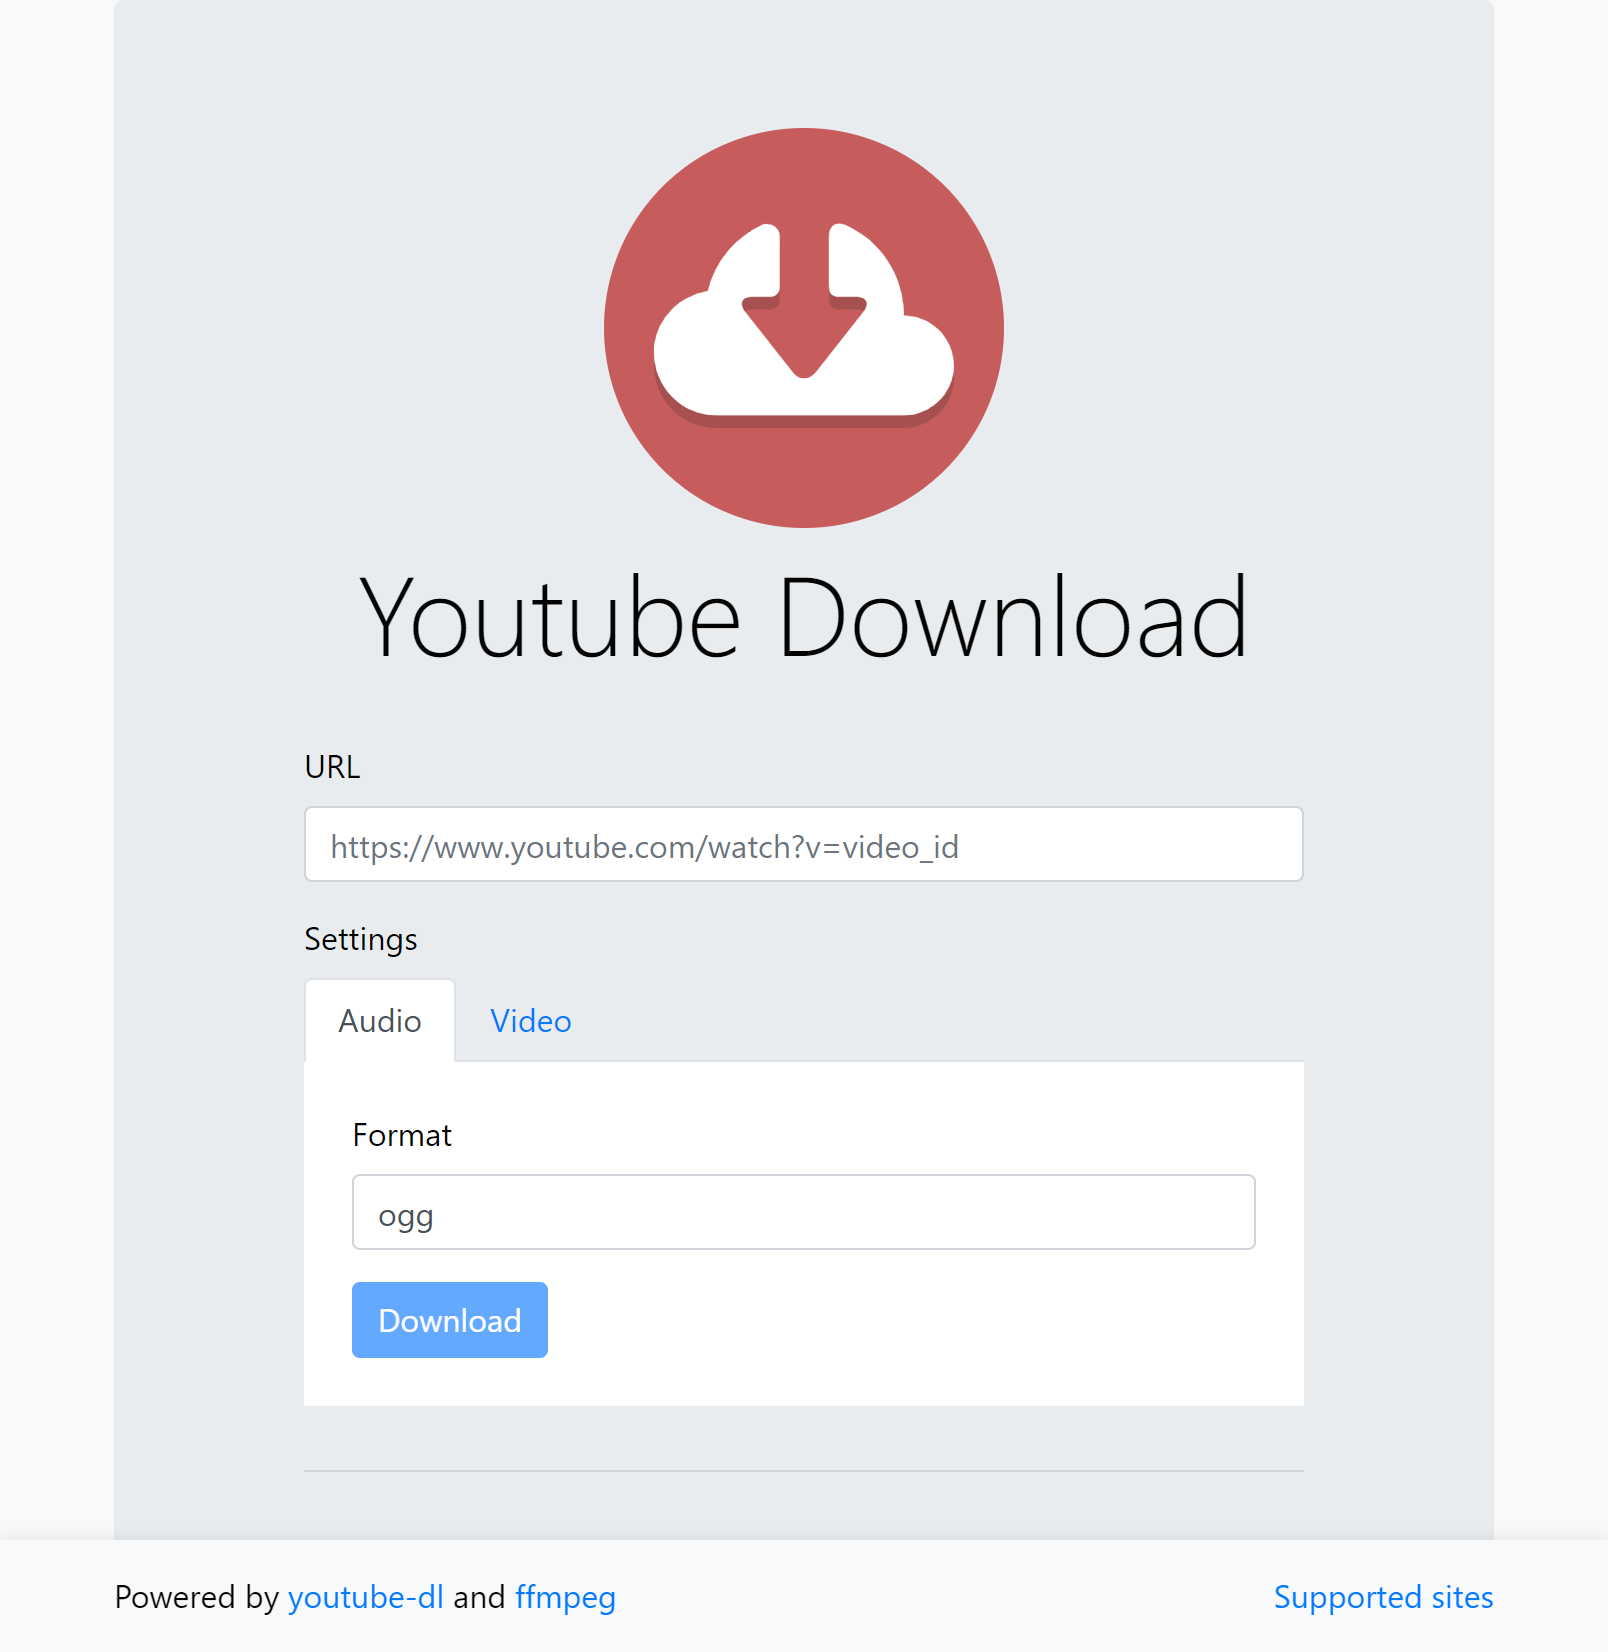 Youtube Download
URL
https://www.youtube.com/watch?v=video_id
Settings
Audio Video
Format
ogg
Download
Powered by youtube-dl and ffmpeg Supported sites